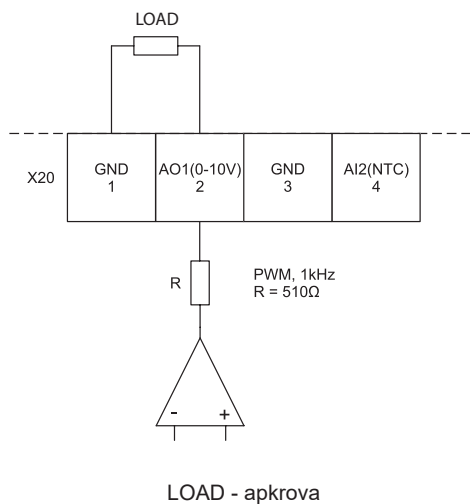 LOAD
X20
GND
1
AO1(0-10V)
2
GND
3
AI2(NTC)
4
R
PWM, 1kHz
R = 510Ω
- +
LOAD - apkrova